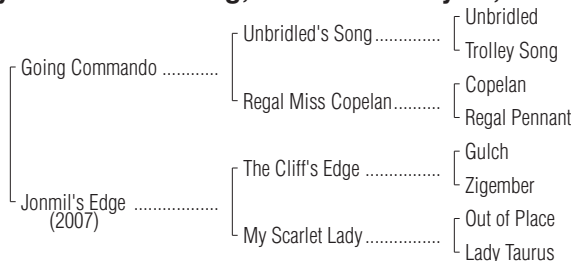 Unbridled
Unbridled's Song ..............
Trolley Song
Going Commando ............
Copelan
Regal Miss Copelan ..........
Regal Pennant
Gulch
The Cliff's Edge ................
Zigember
Jonmil's Edge ..................
(2007)
Out of Place
My Scarlet Lady ................
Lady Taurus